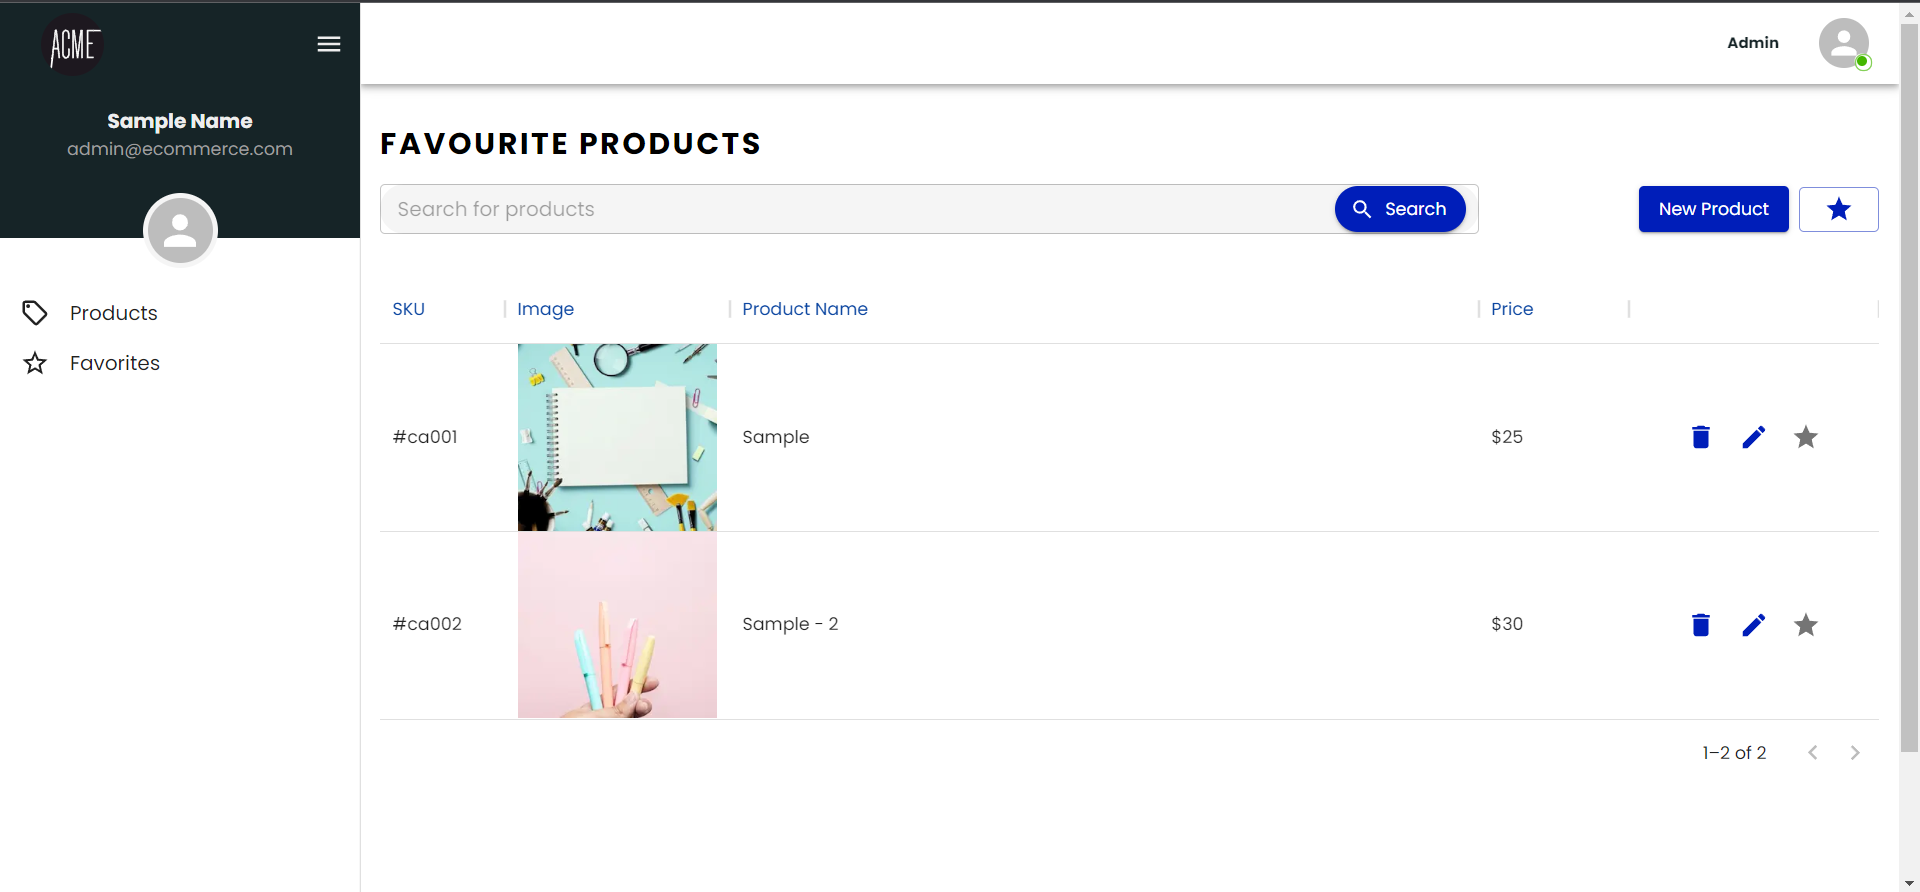 ACME
Admin
Sample Name
admin@ecommerce.com
Products
Favorites
FAVOURITE PRODUCTS
Search for products
Search
New Product
SKU
Image
Product Name
Price
#ca001
Sample
$25
#ca002
Sample - 2
$30
1–2 of 2